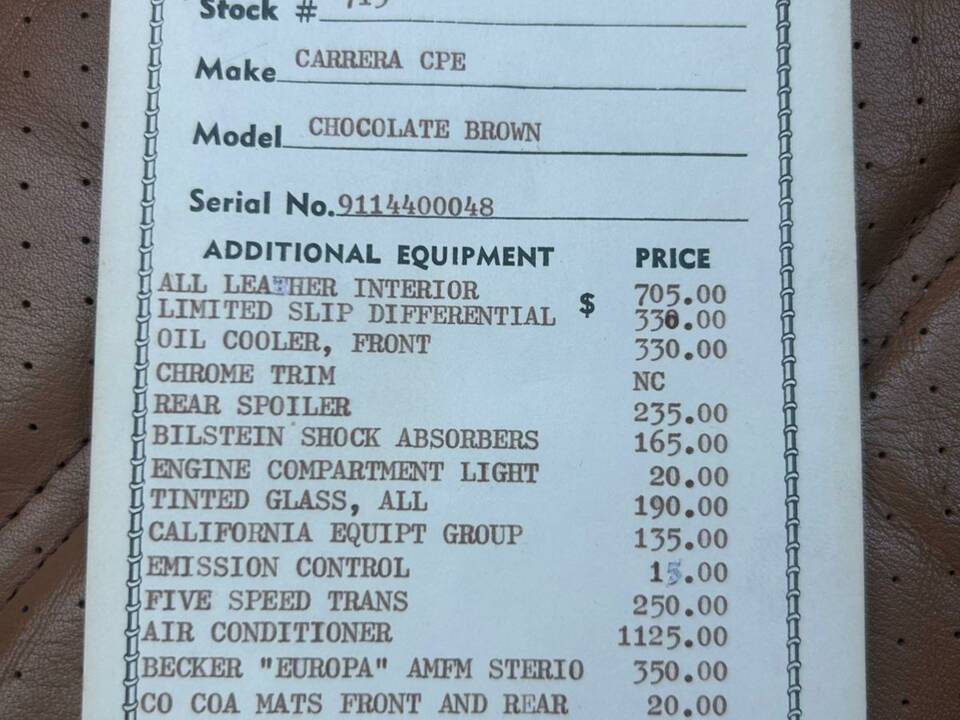 Stock #
Make CARRERA CPE
Model CHOCOLATE BROWN
Serial No. 9114400048
ADDITIONAL EQUIPMENT PRICE
ALL LEATHER INTERIOR $ 705.00
LIMITED SLIP DIFFERENTIAL 330.00
OIL COOLER, FRONT 330.00
CHROME TRIM NC
REAR SPOILER 235.00
BILSTEIN SHOCK ABSORBERS 165.00
ENGINE COMPARTMENT LIGHT 20.00
TINTED GLASS, ALL 190.00
CALIFORNIA EQUIPT GROUP 135.00
EMISSION CONTROL 15.00
FIVE SPEED TRANS 250.00
AIR CONDITIONER 1125.00
BECKER "EUROPA" AMFM STERIO 350.00
CO COA MATS FRONT AND REAR 20.00